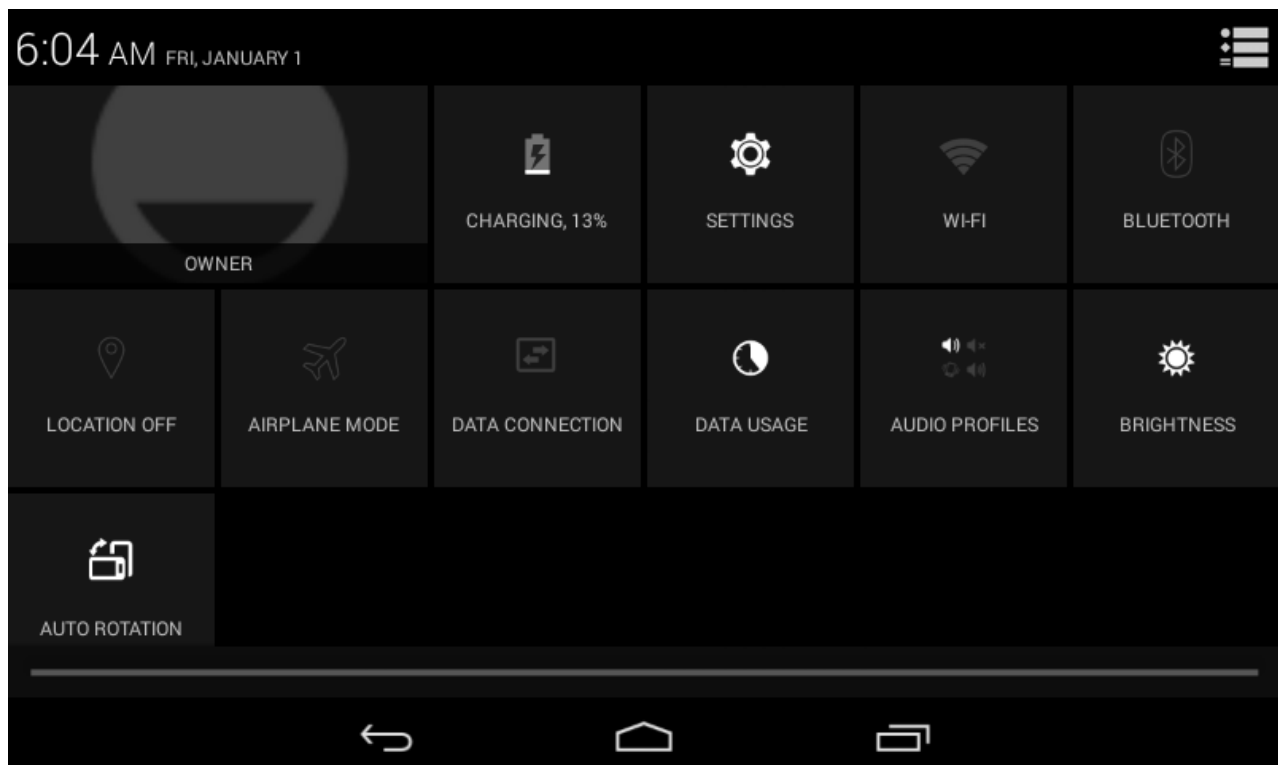 6:04 AM FRI, JANUARY 1
OWNER
CHARGING, 13%
SETTINGS
WI-FI
BLUETOOTH
LOCATION OFF
AIRPLANE MODE
DATA CONNECTION
DATA USAGE
AUDIO PROFILES
BRIGHTNESS
AUTO ROTATION